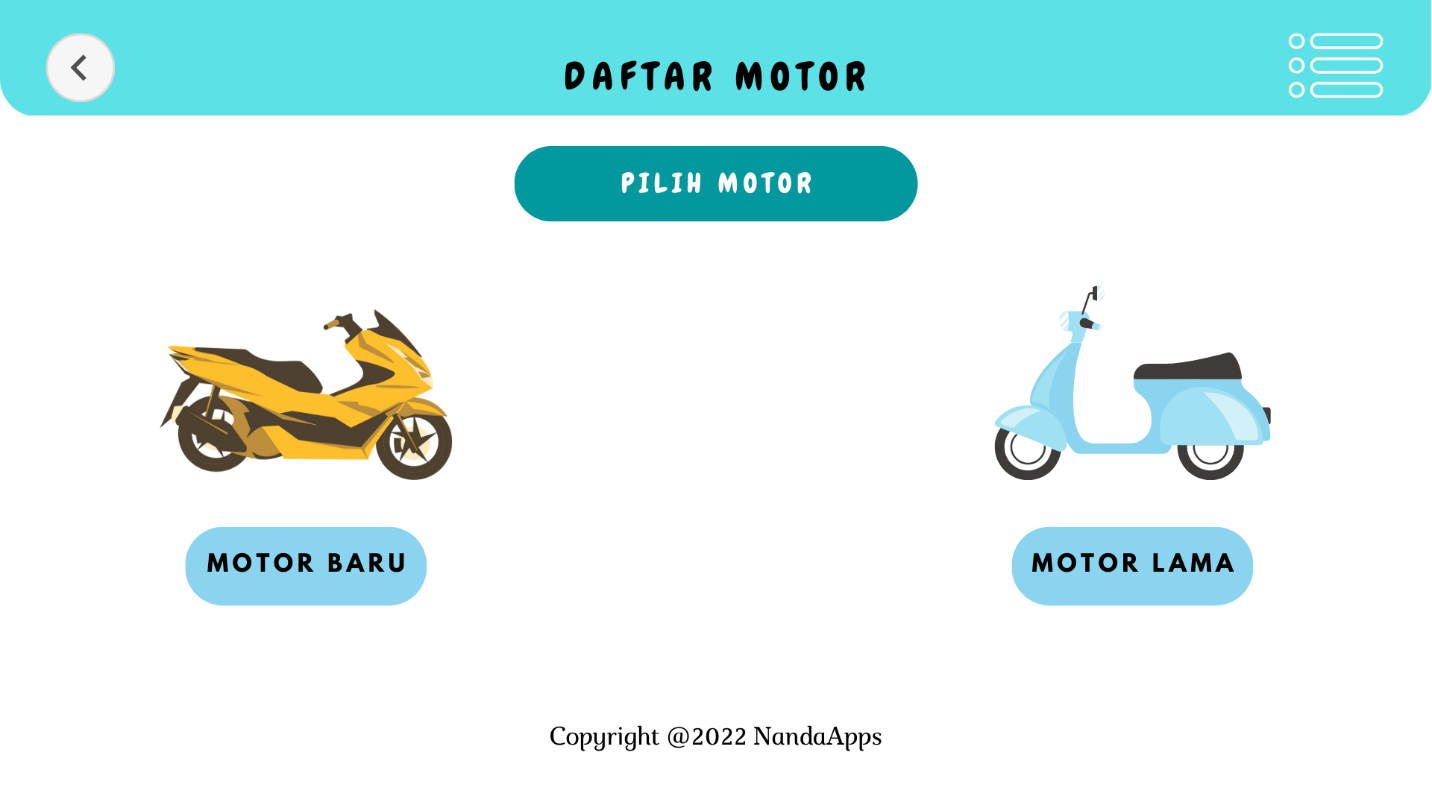 DAFTAR MOTOR
PILIH MOTOR
MOTOR BARU
MOTOR LAMA
Copyright @2022 NandaApps